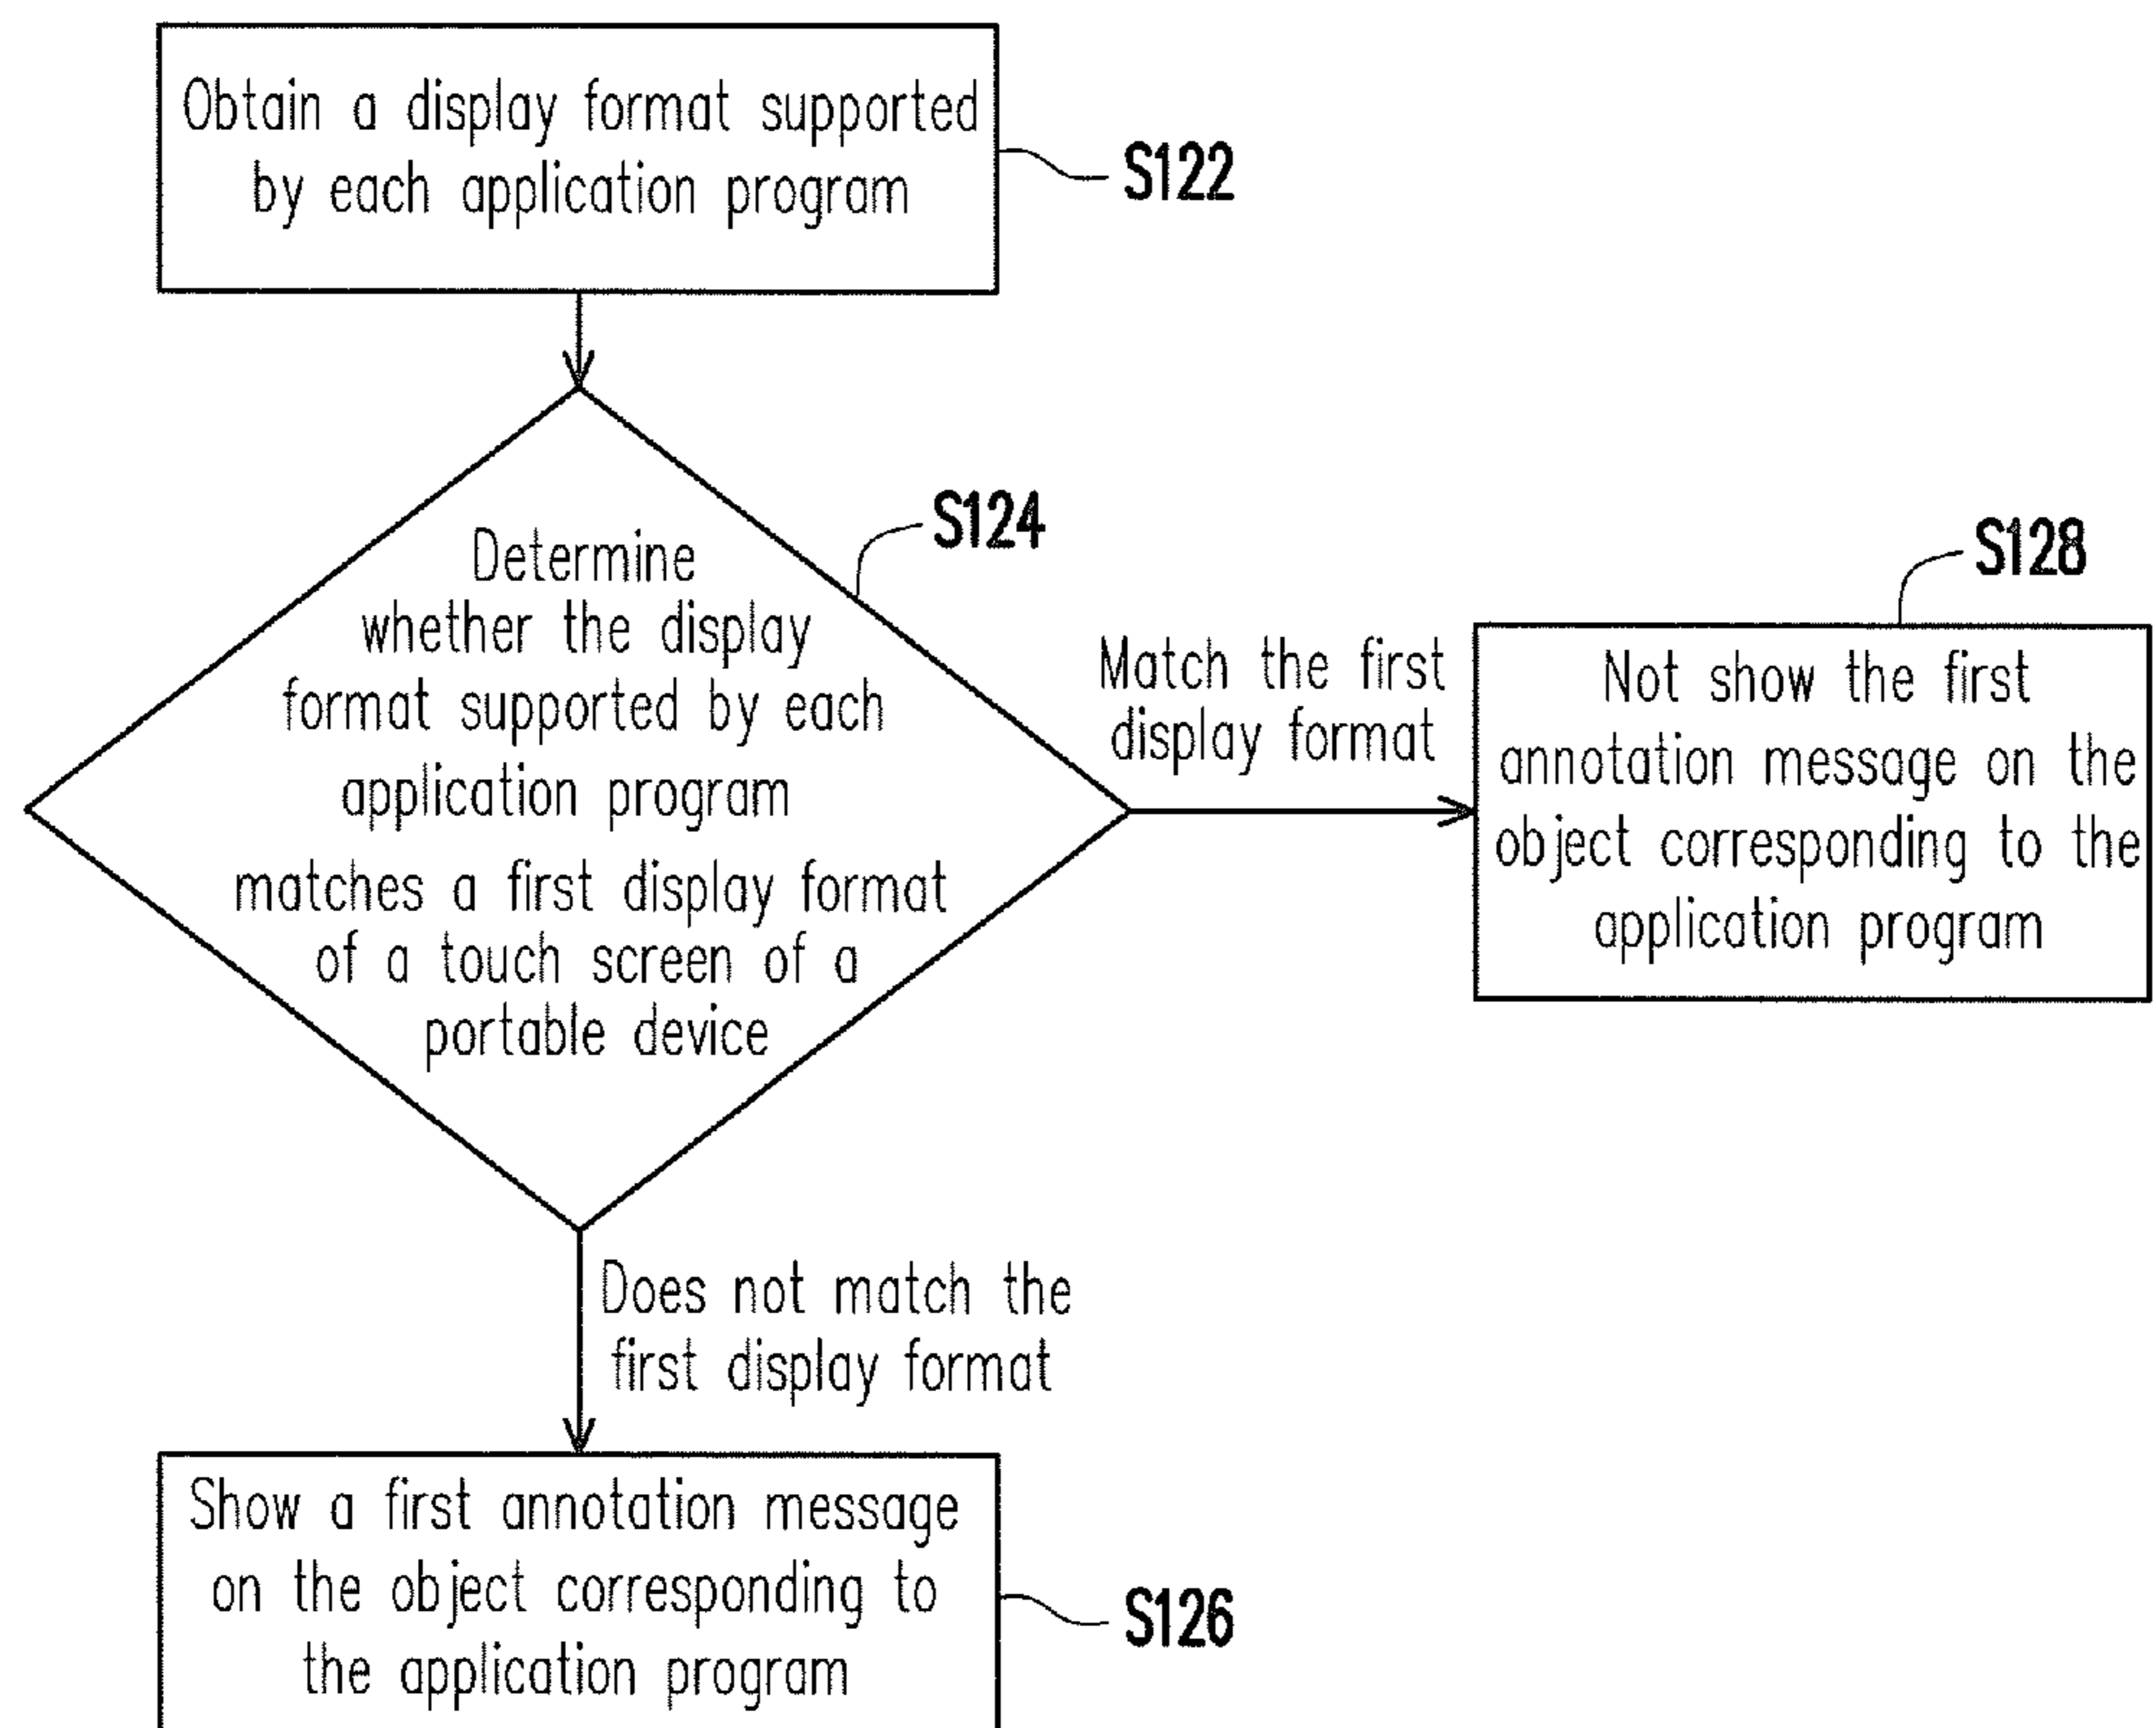 Obtain a display format supported
by each application program
S122
Determine
whether the display
format supported by each
application program
matches a first display format
of a touch screen of a
portable device
S124
Match the first
display format
S128
Not show the first
annotation message on the
object corresponding to the
application program
Does not match the
first display format
Show a first annotation message
on the object corresponding to
the application program
S126